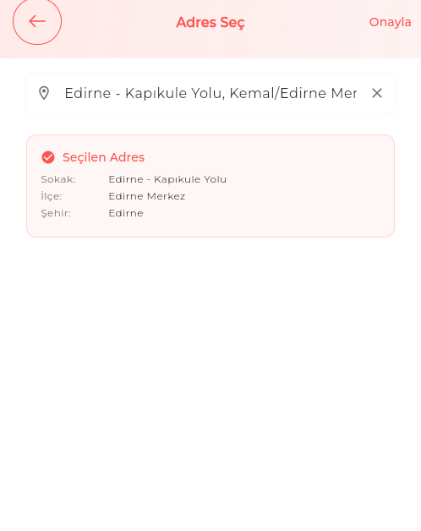 Adres Seç
Onayla
Edirne - Kapıkule Yolu, Kemal/Edirne Mer
Seçilen Adres
Sokak: Edirne - Kapıkule Yolu
İlçe: Edirne Merkez
Şehir: Edirne